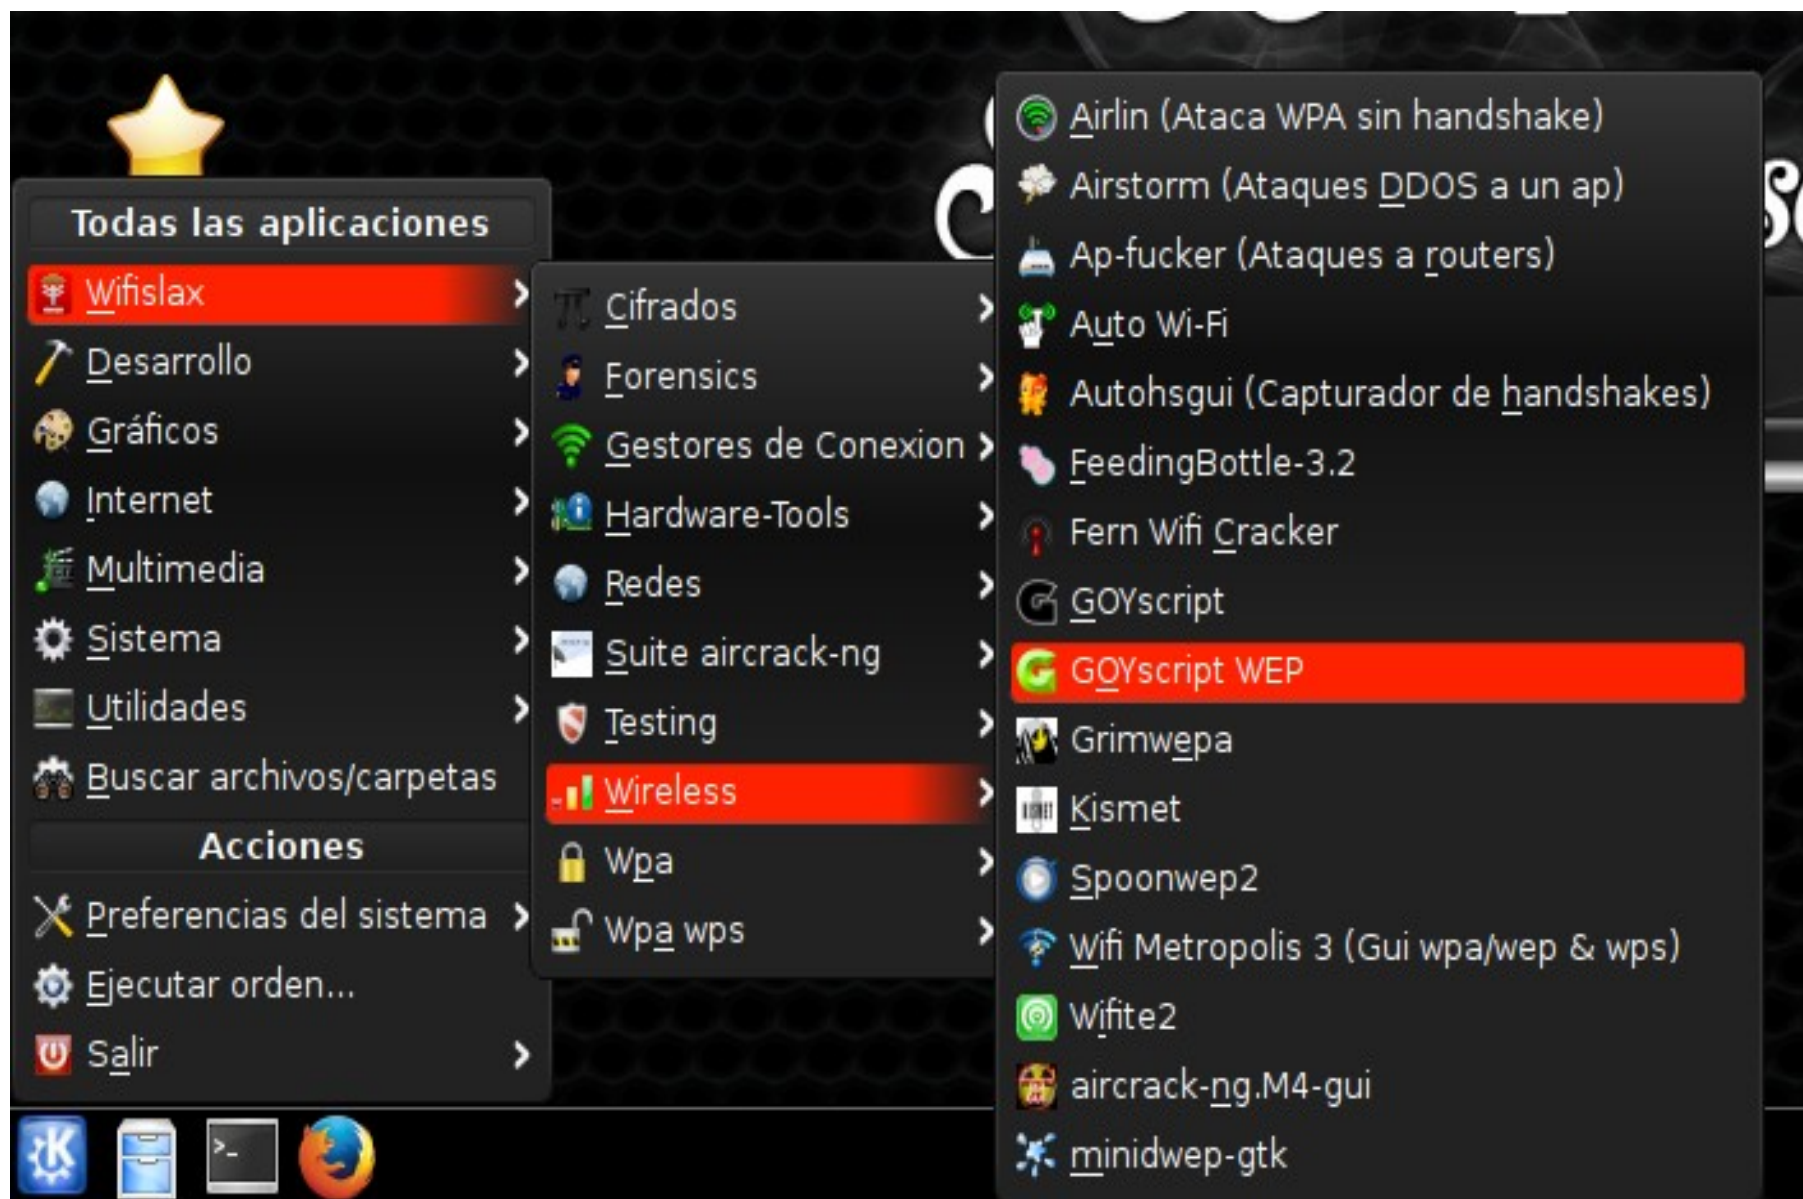 Todas las aplicaciones
Wifislax
Desarrollo
Gráficos
Internet
Multimedia
Sistema
Utilidades
Buscar archivos/carpetas
Acciones
Preferencias del sistema
Ejecutar orden...
Salir
Cifrados
Forensics
Gestores de Conexion
Hardware-Tools
Redes
Suite aircrack-ng
Testing
Wireless
Wpa
Wpa wps
Airlin (Ataca WPA sin handshake)
Airstorm (Ataques DDOS a un ap)
Ap-fucker (Ataques a routers)
Auto Wi-Fi
Autohsgui (Capturador de handshakes)
FeedingBottle-3.2
Fern Wifi Cracker
GOYscript
GOYscript WEP
Grimwepa
Kismet
Spoonwep2
Wifi Metropolis 3 (Gui wpa/wep & wps)
Wifite2
aircrack-ng.M4-gui
minidwep-gtk